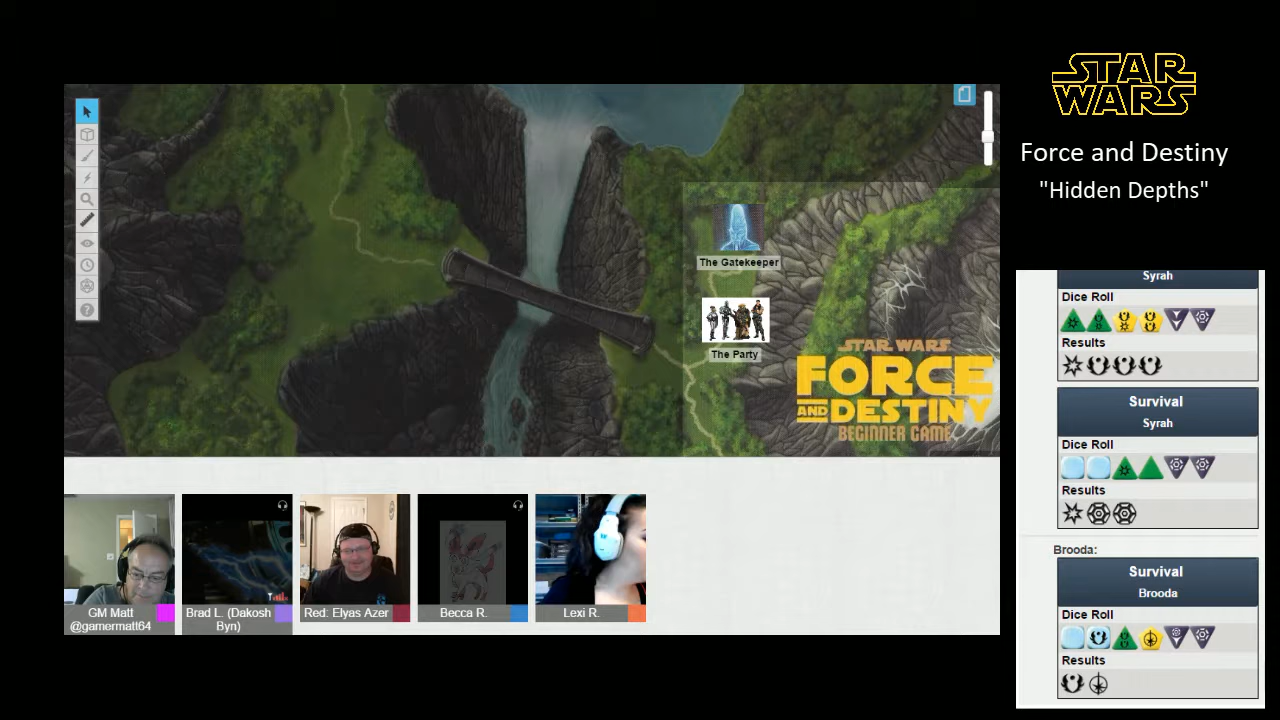 STAR
WARS
Force and Destiny
"Hidden Depths"
The Gatekeeper
The Party
STAR WARS
FORCE
AND DESTINY
BEGINNER GAME
GM Matt
@gamermatt64
Brad L. (Dakosh
Byn)
Red: Elyas Azer
Becca R.
Lexi R.
Syrah
Dice Roll
Results
Survival
Syrah
Dice Roll
Results
Brooda:
Survival
Brooda
Dice Roll
Results